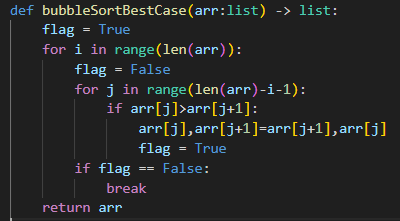 def bubbleSortBestCase(arr:list) -> list:
    flag = True
    for i in range(len(arr)):
        flag = False
        for j in range(len(arr)-i-1):
            if arr[j]>arr[j+1]:
                arr[j],arr[j+1]=arr[j+1],arr[j]
                flag = True
        if flag == False:
            break
    return arr